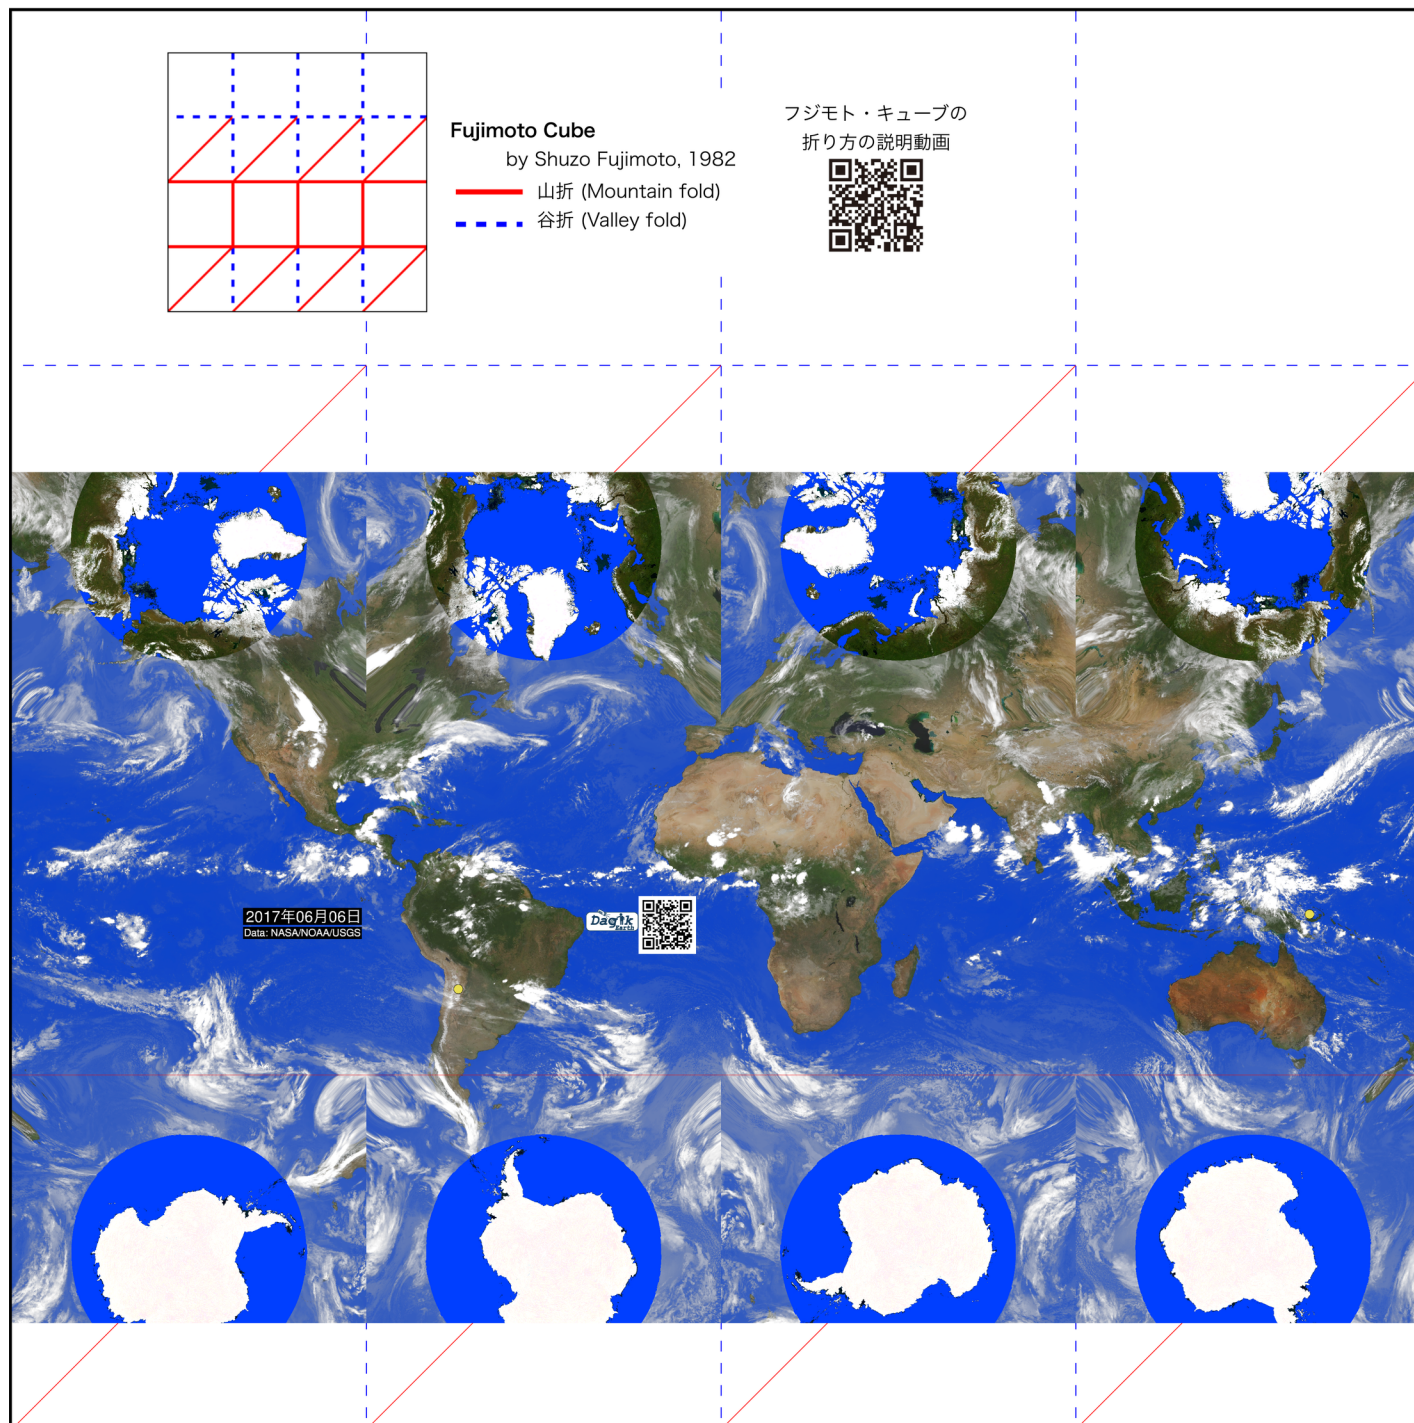 Fujimoto Cube
by Shuzo Fujimoto, 1982
山折 (Mountain fold)
谷折 (Valley fold)
フジモト・キューブの
折り方の説明動画
2017年06月06日
Data: NASA/NOAA/USGS
Dagik
Earth